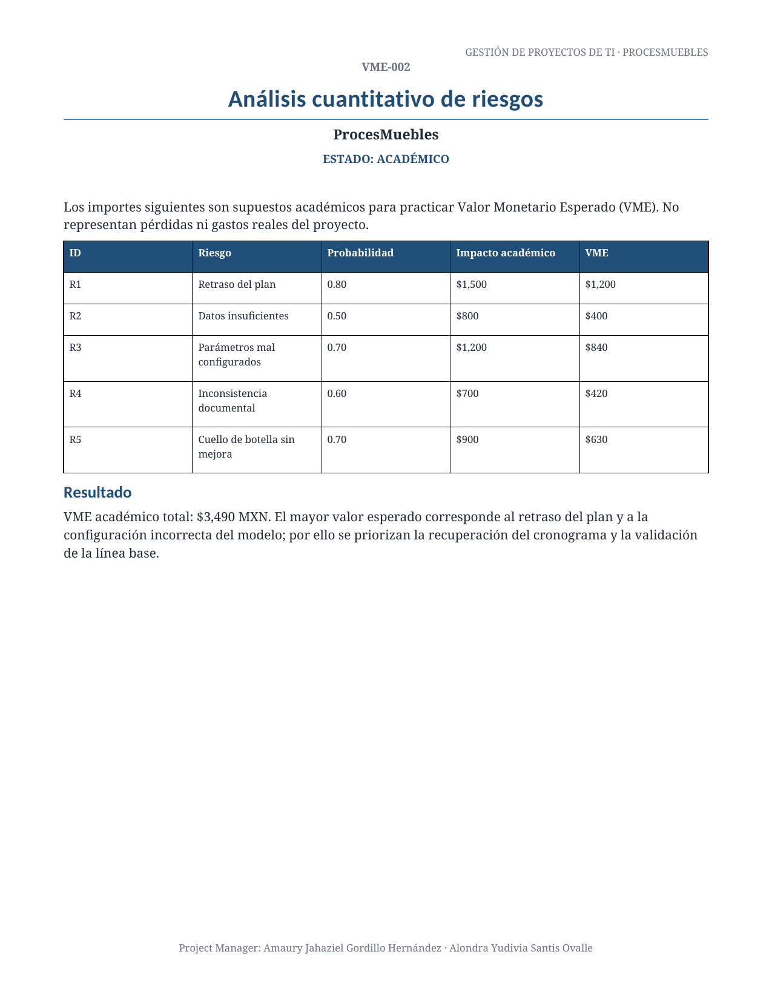 GESTIÓN DE PROYECTOS DE TI · PROCESMUEBLES
VME-002
Análisis cuantitativo de riesgos
ProcesMuebles
ESTADO: ACADÉMICO
Los importes siguientes son supuestos académicos para practicar Valor Monetario Esperado (VME). No
representan pérdidas ni gastos reales del proyecto.
ID Riesgo Probabilidad Impacto académico VME
R1 Retraso del plan 0.80 $1,500 $1,200
R2 Datos insuficientes 0.50 $800 $400
R3 Parámetros mal 0.70 $1,200 $840
configurados
R4 Inconsistencia 0.60 $700 $420
documental
R5 Cuello de botella sin 0.70 $900 $630
mejora
Resultado
VME académico total: $3,490 MXN. El mayor valor esperado corresponde al retraso del plan y a la
configuración incorrecta del modelo; por ello se priorizan la recuperación del cronograma y la validación
de la línea base.
Project Manager: Amaury Jahaziel Gordillo Hernández · Alondra Yudivia Santis Ovalle